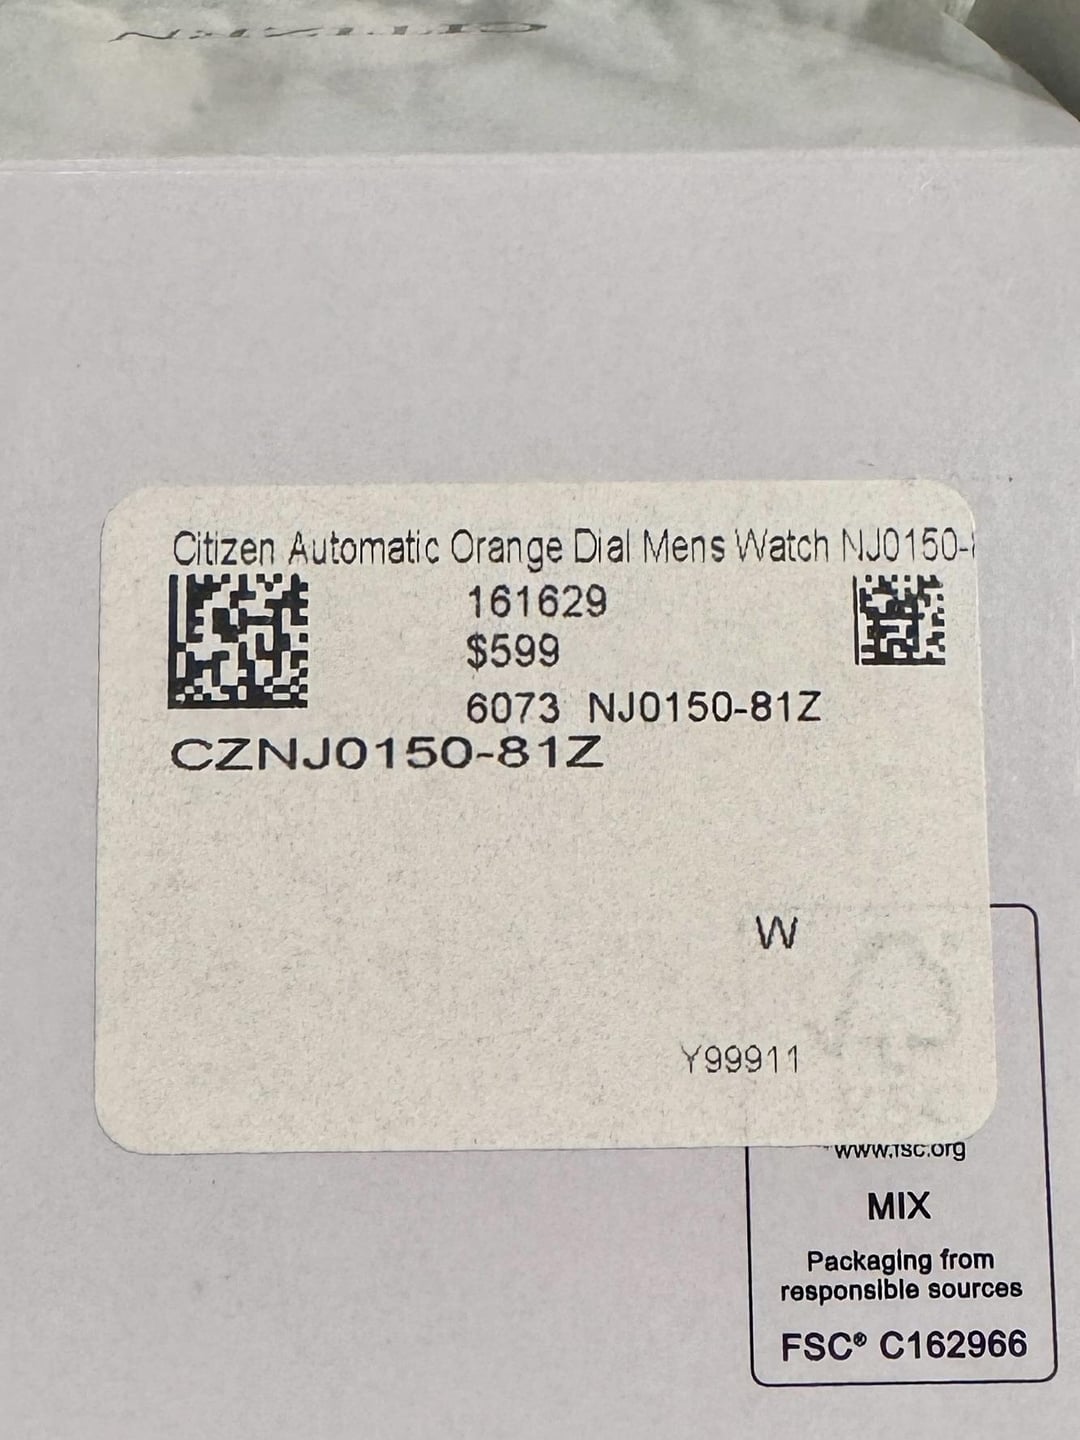 CITIZEN
Citizen Automatic Orange Dial Mens Watch NJ0150-
161629
$599
6073 NJ0150-81Z
CZNJ0150-81Z
W
Y99911
www.fsc.org
MIX
Packaging from
responsible sources
FSC® C162966